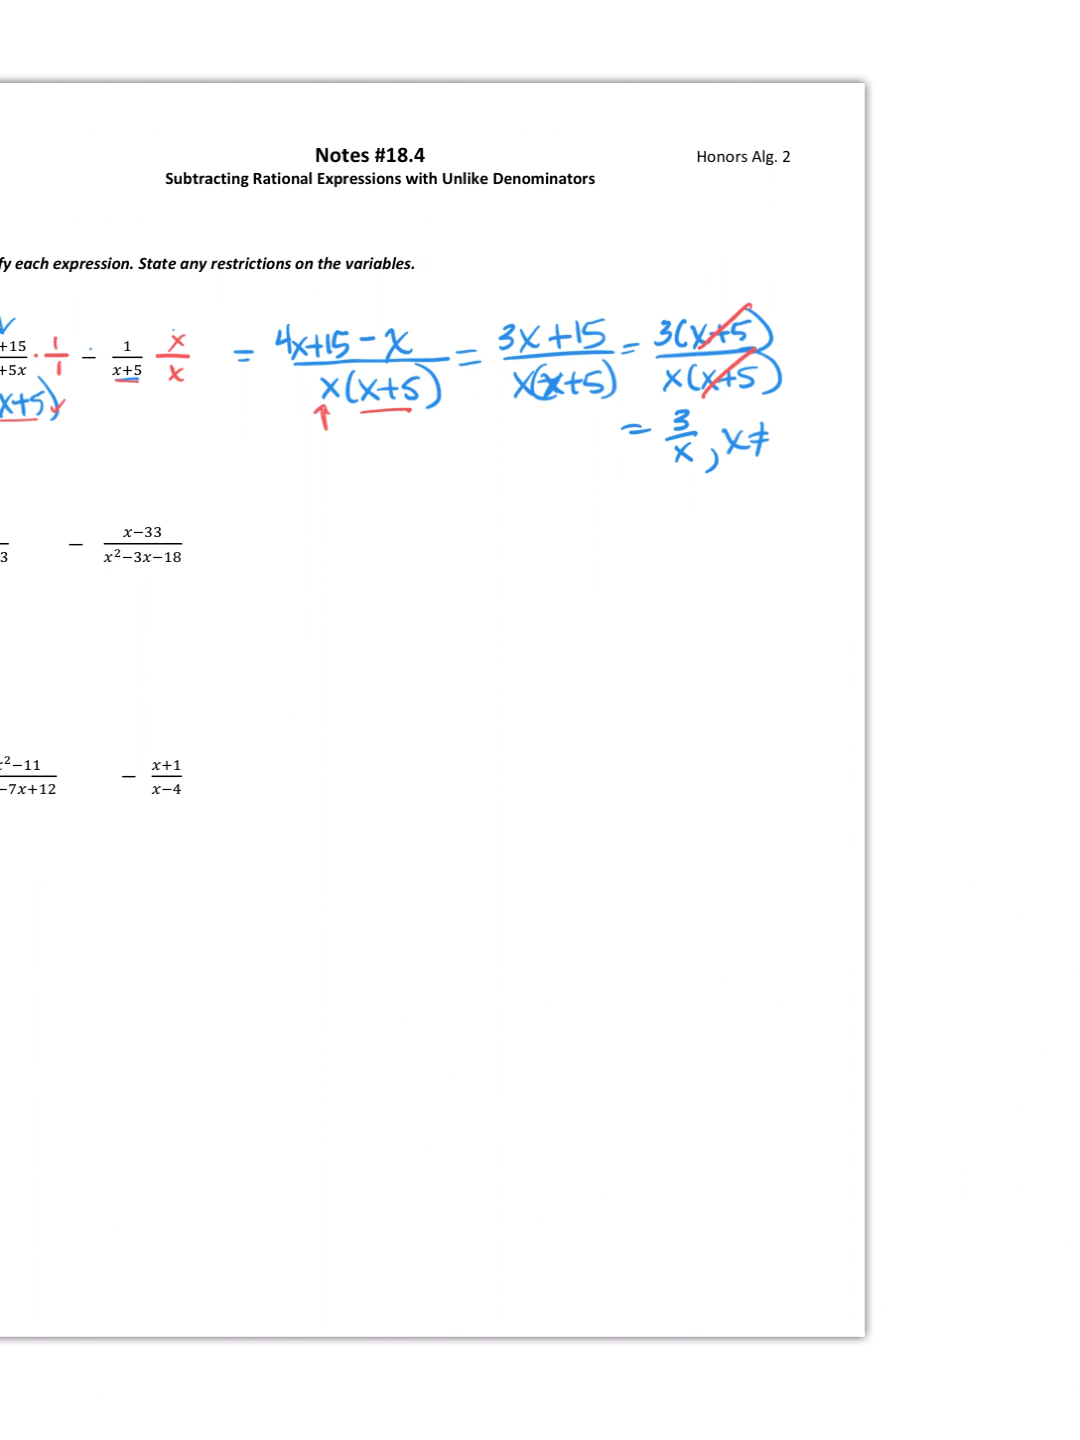 Notes #18.4
Honors Alg. 2
Subtracting Rational Expressions with Unlike Denominators
fy each expression. State any restrictions on the variables.
+15/+5x · 1/1 − 1/x+5 x/x = 4x+15−x/x(x+5) = 3x+15/x(x+5) = 3(x+5)/x(x+5)
x+5)
= 3/x, x≠
3 − x−33/x²−3x−18
²−11/−7x+12 − x+1/x−4